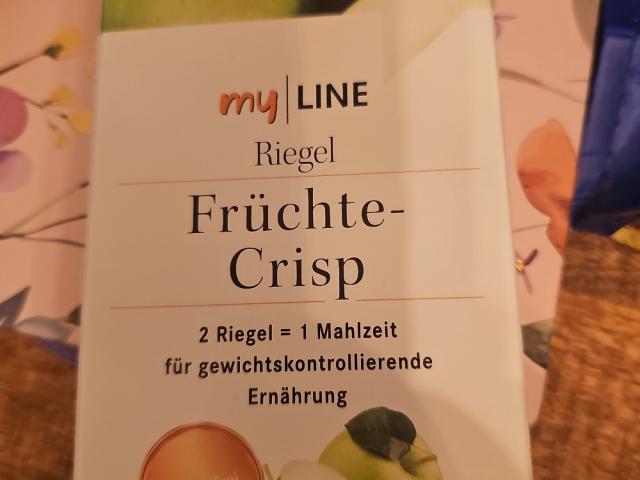 my|LINE
Riegel
Früchte-
Crisp
2 Riegel = 1 Mahlzeit
für gewichtskontrollierende
Ernährung